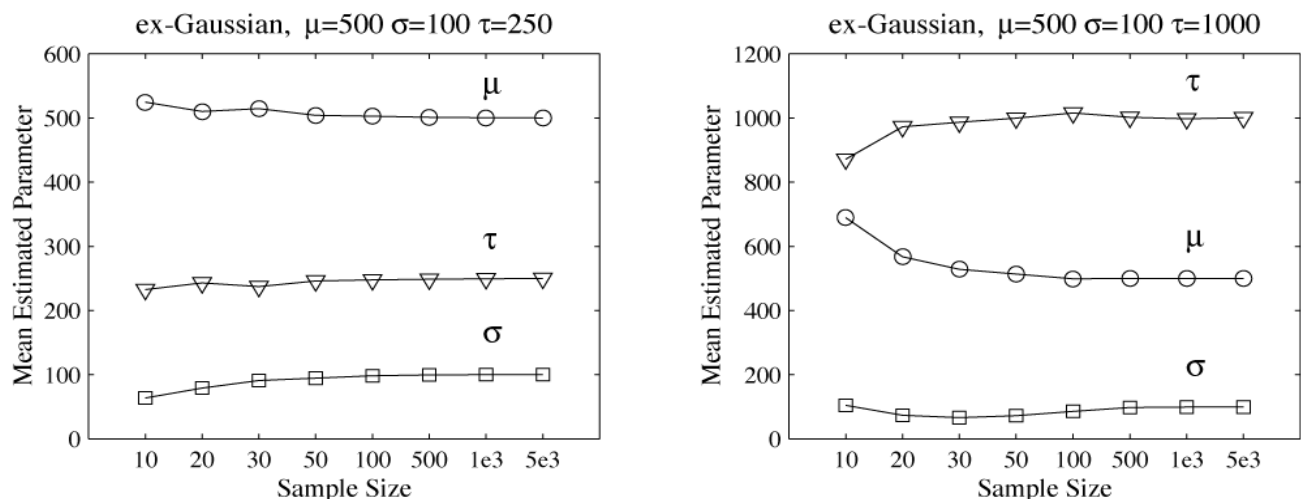 ex-Gaussian, μ=500 σ=100 τ=250
Mean Estimated Parameter
600
500
400
300
200
100
0
μ
τ
σ
10 20 30 50 100 500 1e3 5e3
Sample Size
ex-Gaussian, μ=500 σ=100 τ=1000
Mean Estimated Parameter
1200
1000
800
600
400
200
0
τ
μ
σ
10 20 30 50 100 500 1e3 5e3
Sample Size